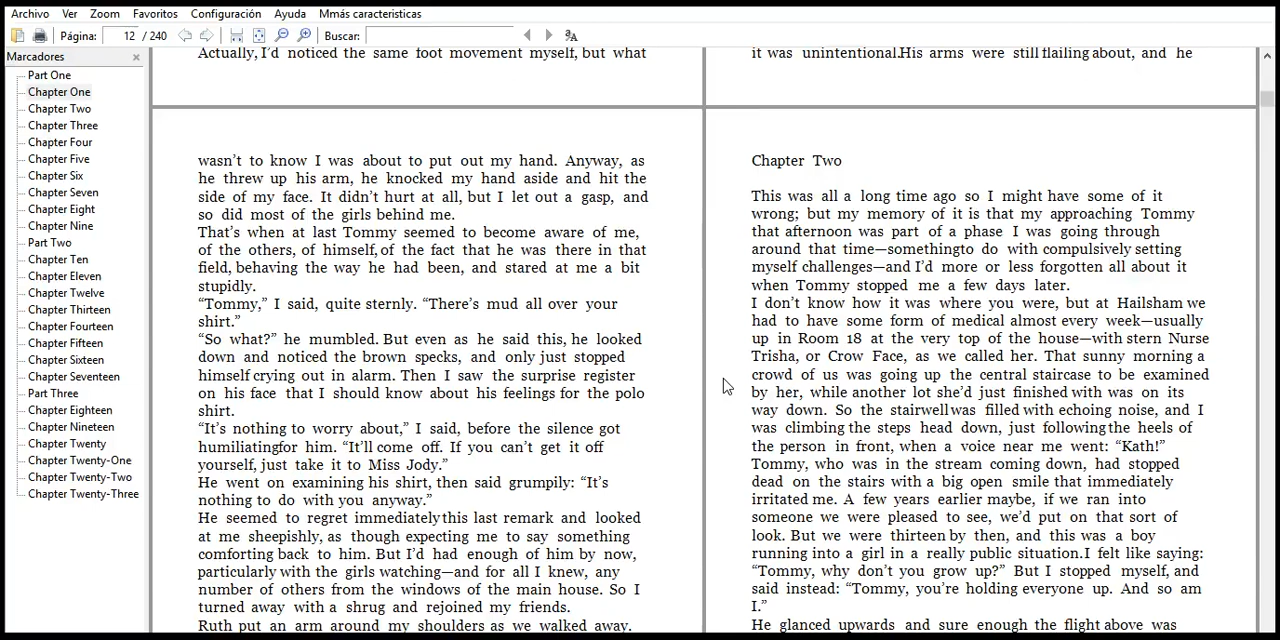 Archivo Ver Zoom Favoritos Configuración Ayuda Mmás caracteristicas
Página: 12 / 240 Buscar:
Marcadores
Part One
Chapter One
Chapter Two
Chapter Three
Chapter Four
Chapter Five
Chapter Six
Chapter Seven
Chapter Eight
Chapter Nine
Part Two
Chapter Ten
Chapter Eleven
Chapter Twelve
Chapter Thirteen
Chapter Fourteen
Chapter Fifteen
Chapter Sixteen
Chapter Seventeen
Part Three
Chapter Eighteen
Chapter Nineteen
Chapter Twenty
Chapter Twenty-One
Chapter Twenty-Two
Chapter Twenty-Three
Actually, I’d noticed the same foot movement myself, but what
wasn’t to know I was about to put out my hand. Anyway, as
he threw up his arm, he knocked my hand aside and hit the
side of my face. It didn’t hurt at all, but I let out a gasp, and
so did most of the girls behind me.
That’s when at last Tommy seemed to become aware of me,
of the others, of himself, of the fact that he was there in that
field, behaving the way he had been, and stared at me a bit
stupidly.
“Tommy,” I said, quite sternly. “There’s mud all over your
shirt.”
“So what?” he mumbled. But even as he said this, he looked
down and noticed the brown specks, and only just stopped
himself crying out in alarm. Then I saw the surprise register
on his face that I should know about his feelings for the polo
shirt.
“It’s nothing to worry about,” I said, before the silence got
humiliatingfor him. “It’ll come off. If you can’t get it off
yourself, just take it to Miss Jody.”
He went on examining his shirt, then said grumpily: “It’s
nothing to do with you anyway.”
He seemed to regret immediately this last remark and looked
at me sheepishly, as though expecting me to say something
comforting back to him. But I’d had enough of him by now,
particularly with the girls watching—and for all I knew, any
number of others from the windows of the main house. So I
turned away with a shrug and rejoined my friends.
Ruth put an arm around my shoulders as we walked away.
it was unintentional.His arms were still flailing about, and he
Chapter Two
This was all a long time ago so I might have some of it
wrong; but my memory of it is that my approaching Tommy
that afternoon was part of a phase I was going through
around that time—somethingto do with compulsively setting
myself challenges—and I’d more or less forgotten all about it
when Tommy stopped me a few days later.
I don’t know how it was where you were, but at Hailsham we
had to have some form of medical almost every week—usually
up in Room 18 at the very top of the house—with stern Nurse
Trisha, or Crow Face, as we called her. That sunny morning a
crowd of us was going up the central staircase to be examined
by her, while another lot she’d just finished with was on its
way down. So the stairwell was filled with echoing noise, and I
was climbing the steps head down, just following the heels of
the person in front, when a voice near me went: “Kath!”
Tommy, who was in the stream coming down, had stopped
dead on the stairs with a big open smile that immediately
irritated me. A few years earlier maybe, if we ran into
someone we were pleased to see, we’d put on that sort of
look. But we were thirteen by then, and this was a boy
running into a girl in a really public situation.I felt like saying:
“Tommy, why don’t you grow up?” But I stopped myself, and
said instead: “Tommy, you’re holding everyone up. And so am
I.”
He glanced upwards and sure enough the flight above was